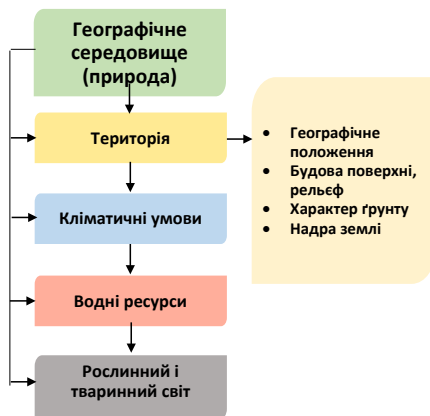 Географічне
середовище
(природа)
Територія
• Географічне
положення
• Будова поверхні,
рельєф
• Характер ґрунту
• Надра землі
Кліматичні умови
Водні ресурси
Рослинний і
тваринний світ